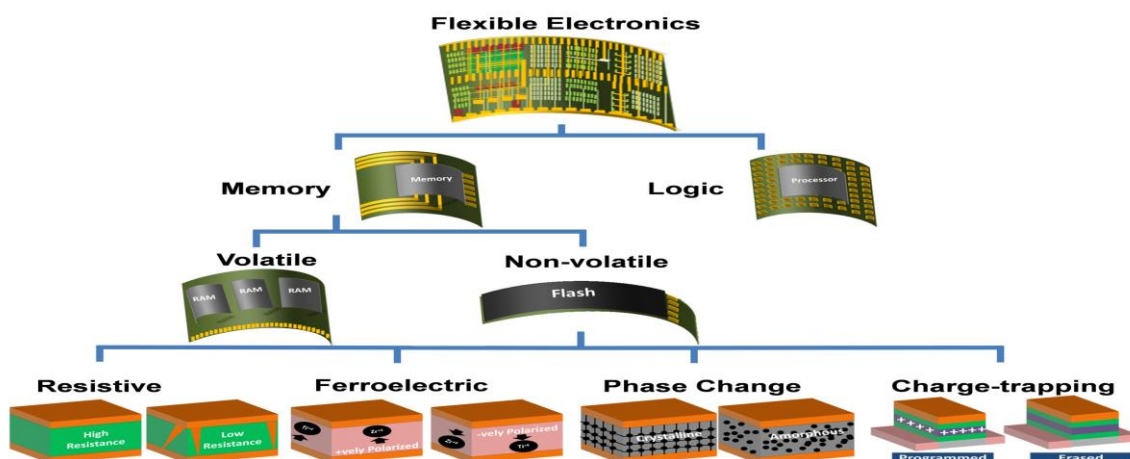 Flexible Electronics
Memory
Memory
Logic
Processor
Volatile
Non-volatile
RAM
RAM
RAM
Flash
Resistive
Ferroelectric
Phase Change
Charge-trapping
High
Resistance
Low
Resistance
+vely Polarized
-vely Polarized
Crystalline
Amorphous
Programmed
Erased